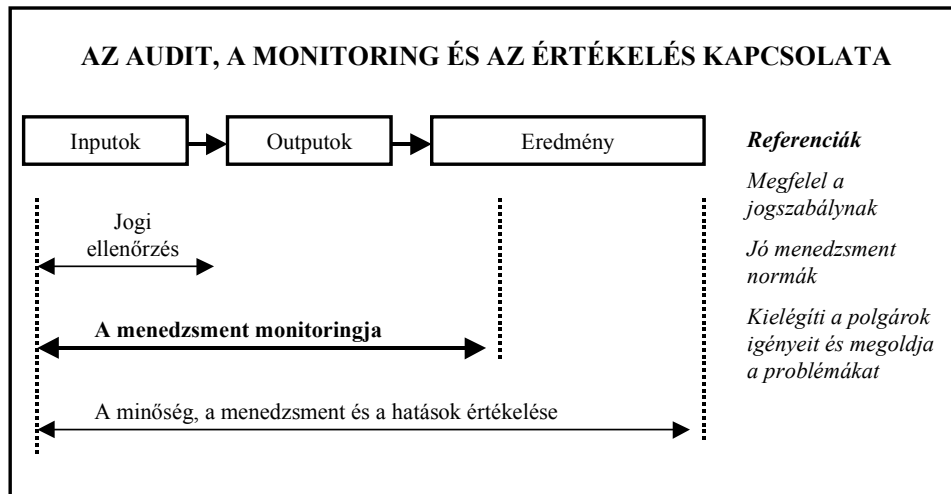 AZ AUDIT, A MONITORING ÉS AZ ÉRTÉKELÉS KAPCSOLATA
Inputok
Outputok
Eredmény
Referenciák
Megfelel a
jogszabálynak
Jogi
ellenőrzés
Jó menedzsment
normák
A menedzsment monitoringja
Kielégíti a polgárok
igényeit és megoldja
a problémákat
A minőség, a menedzsment és a hatások értékelése